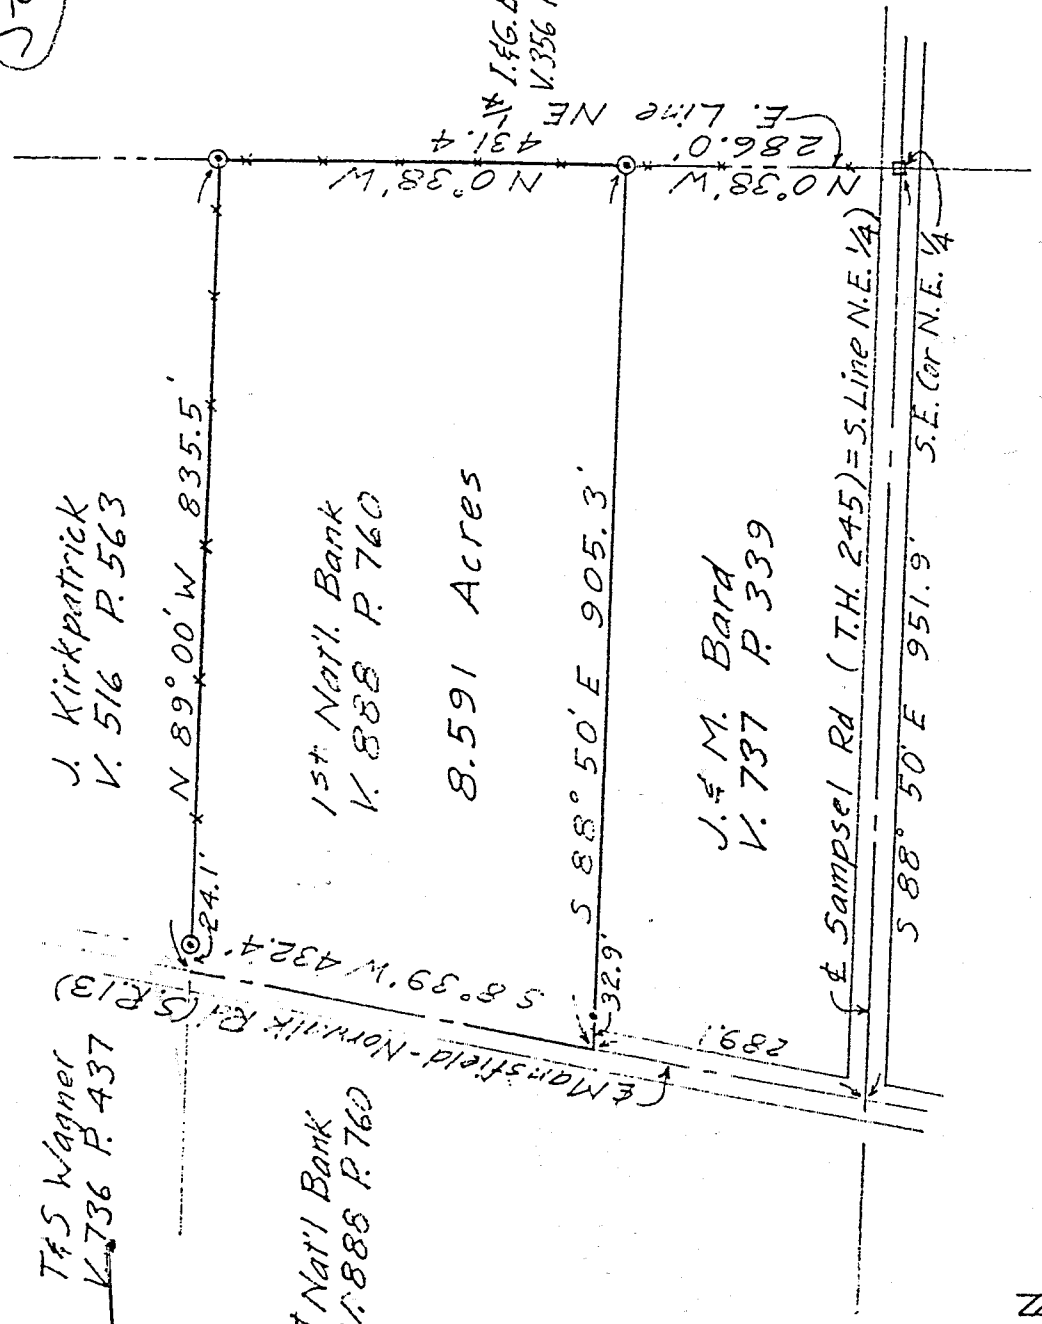 J. Kirkpatrick
V. 516 P. 563
N 89° 00' W 835.5'
24.1'
1st Nat'l. Bank
V. 888 P. 760
8.591 Acres
S 88° 50' E 905.3'
32.9'
J. & M. Bard
V. 737 P. 339
℄ Sampsel Rd (T.H. 245) = S. Line N.E. 1/4
S 88° 50' E 951.9'
S.E. Cor N.E. 1/4
T & S Wagner
V. 736 P. 437
Nat'l Bank
V. 888 P. 760
℄ Mansfield - Norwalk Rd (S.R. 13)
S 8° 39' W 432.4'
289.1
N 0° 38' W
431.4
N 0° 38' W
286.0'
E. Line NE 1/4
I. & G.
V. 356
N